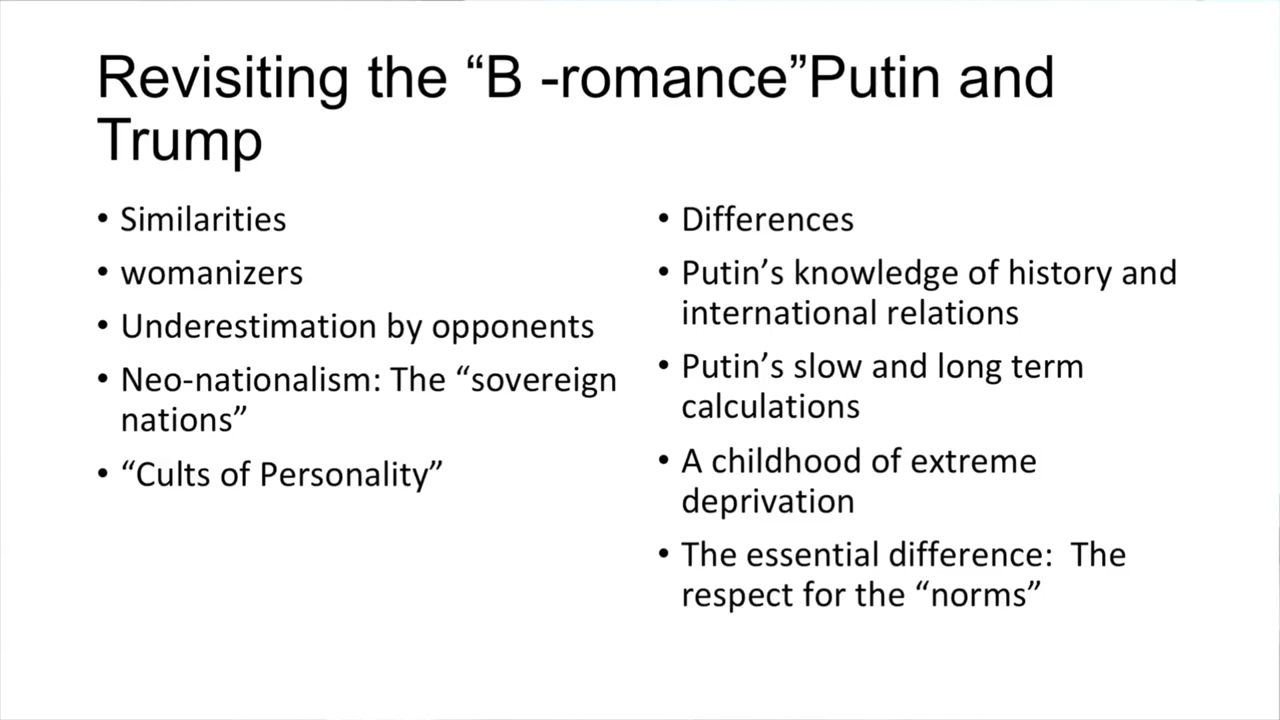 Revisiting the “B -romance”Putin and
Trump
• Similarities
• womanizers
• Underestimation by opponents
• Neo-nationalism: The “sovereign
nations”
• “Cults of Personality”
• Differences
• Putin’s knowledge of history and
international relations
• Putin’s slow and long term
calculations
• A childhood of extreme
deprivation
• The essential difference:  The
respect for the “norms”